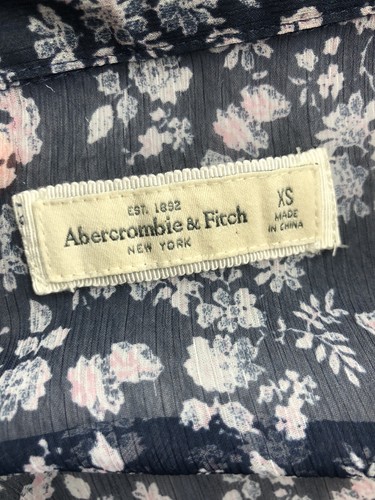 EST. 1892
Abercrombie & Fitch
NEW YORK
XS
MADE
IN CHINA